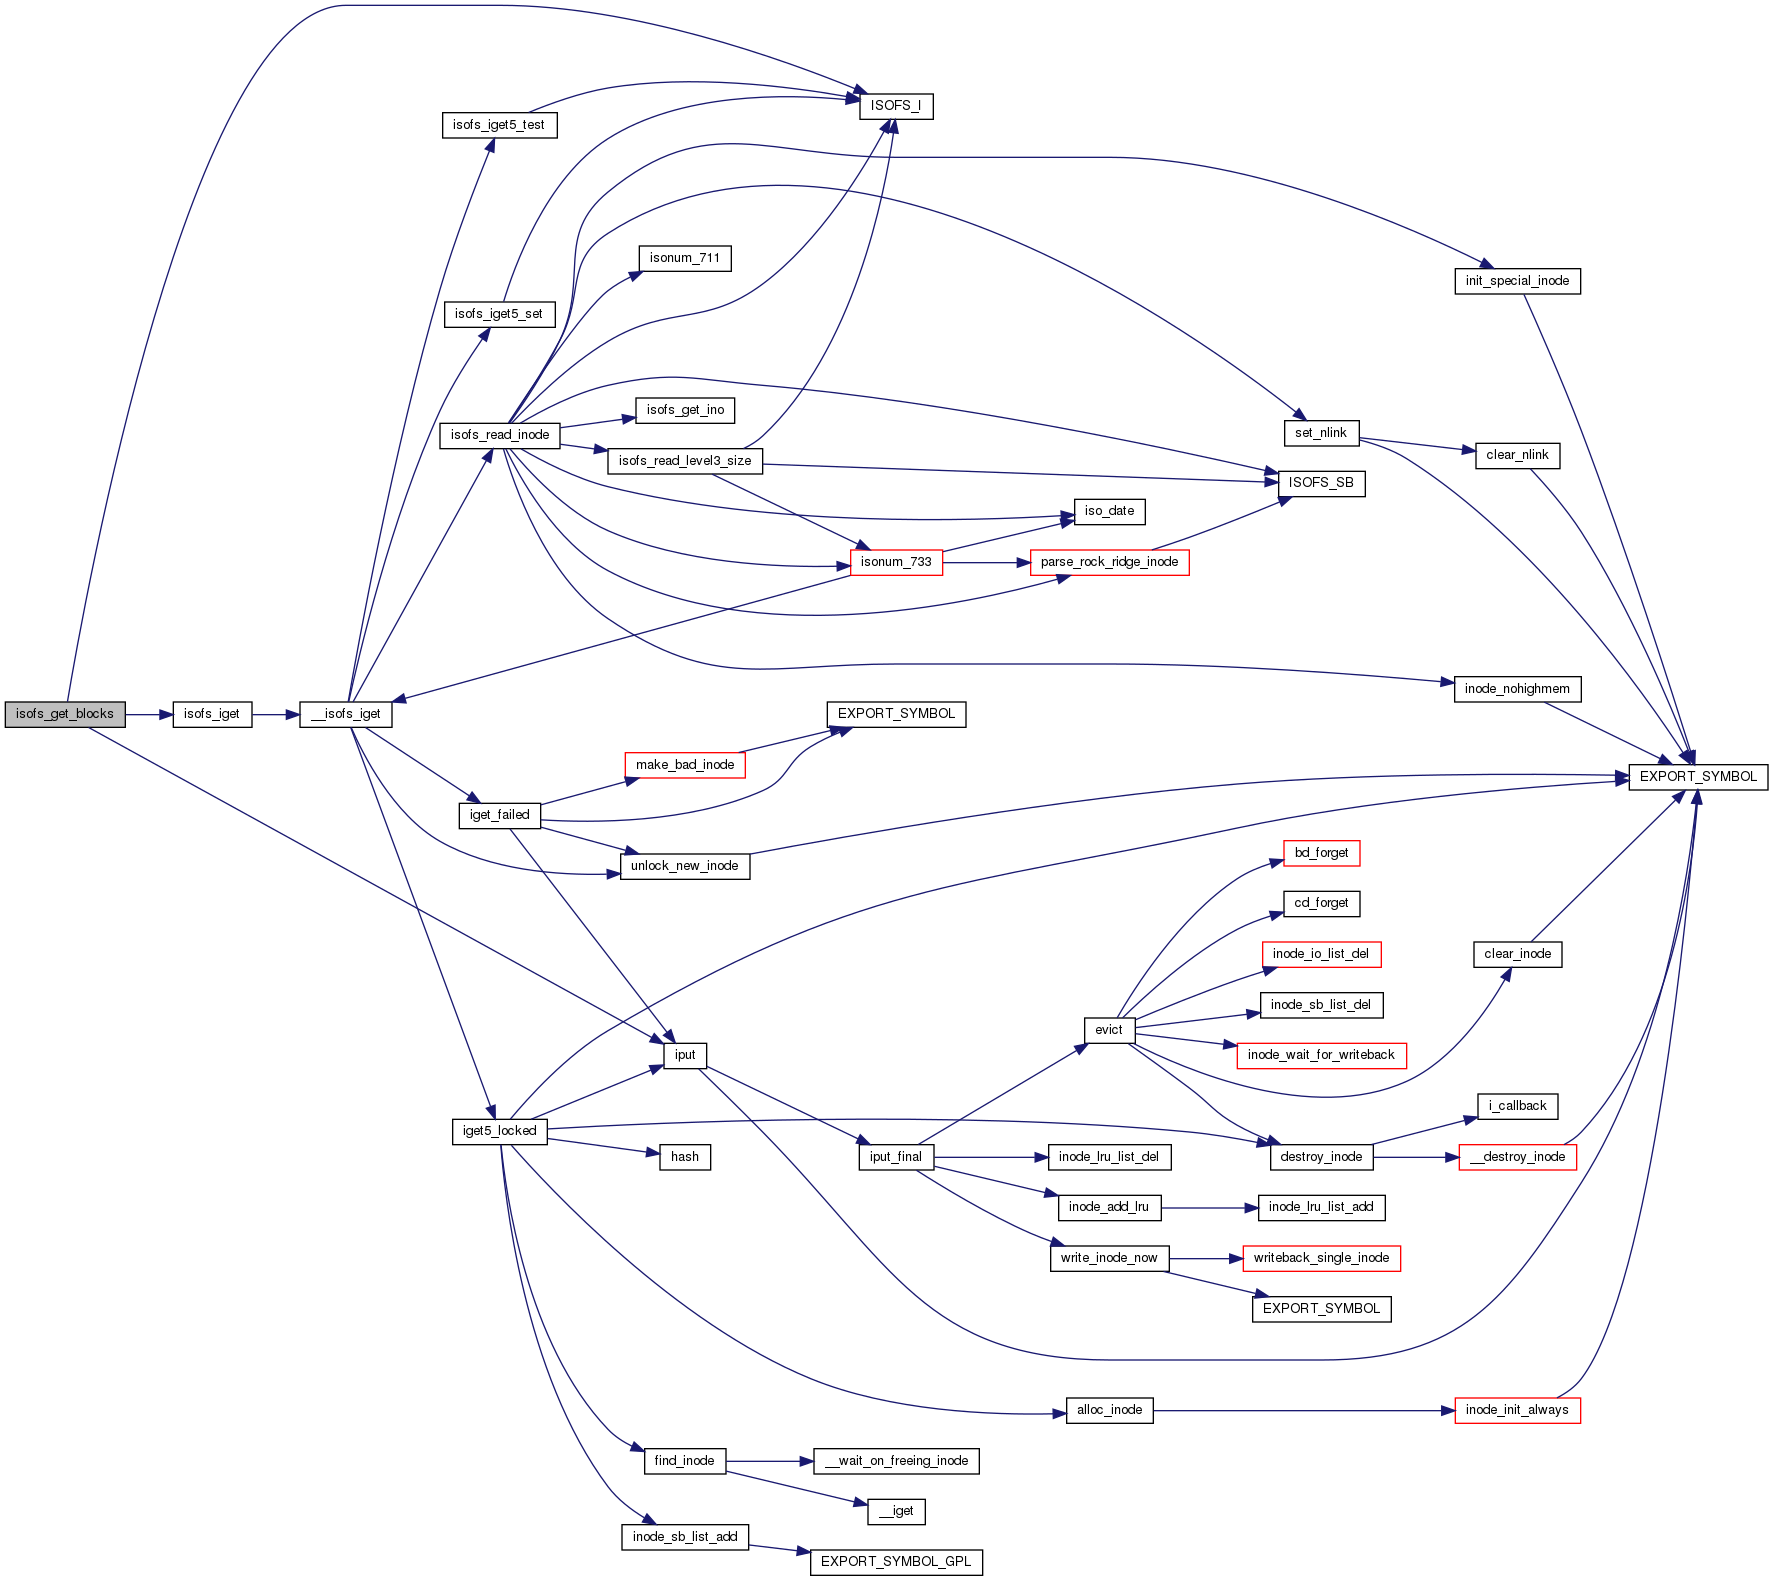 ISOFS_I
isofs_iget5_test
isonum_711
init_special_inode
isofs_iget5_set
isofs_get_ino
isofs_read_inode
set_nlink
isofs_read_level3_size
clear_nlink
ISOFS_SB
iso_date
isonum_733
parse_rock_ridge_inode
inode_nohighmem
isofs_get_blocks
isofs_iget
__isofs_iget
EXPORT_SYMBOL
make_bad_inode
EXPORT_SYMBOL
iget_failed
bd_forget
unlock_new_inode
cd_forget
inode_io_list_del
clear_inode
inode_sb_list_del
evict
iput
inode_wait_for_writeback
i_callback
iget5_locked
hash
iput_final
inode_lru_list_del
destroy_inode
__destroy_inode
inode_add_lru
inode_lru_list_add
write_inode_now
writeback_single_inode
EXPORT_SYMBOL
alloc_inode
inode_init_always
find_inode
__wait_on_freeing_inode
__iget
inode_sb_list_add
EXPORT_SYMBOL_GPL